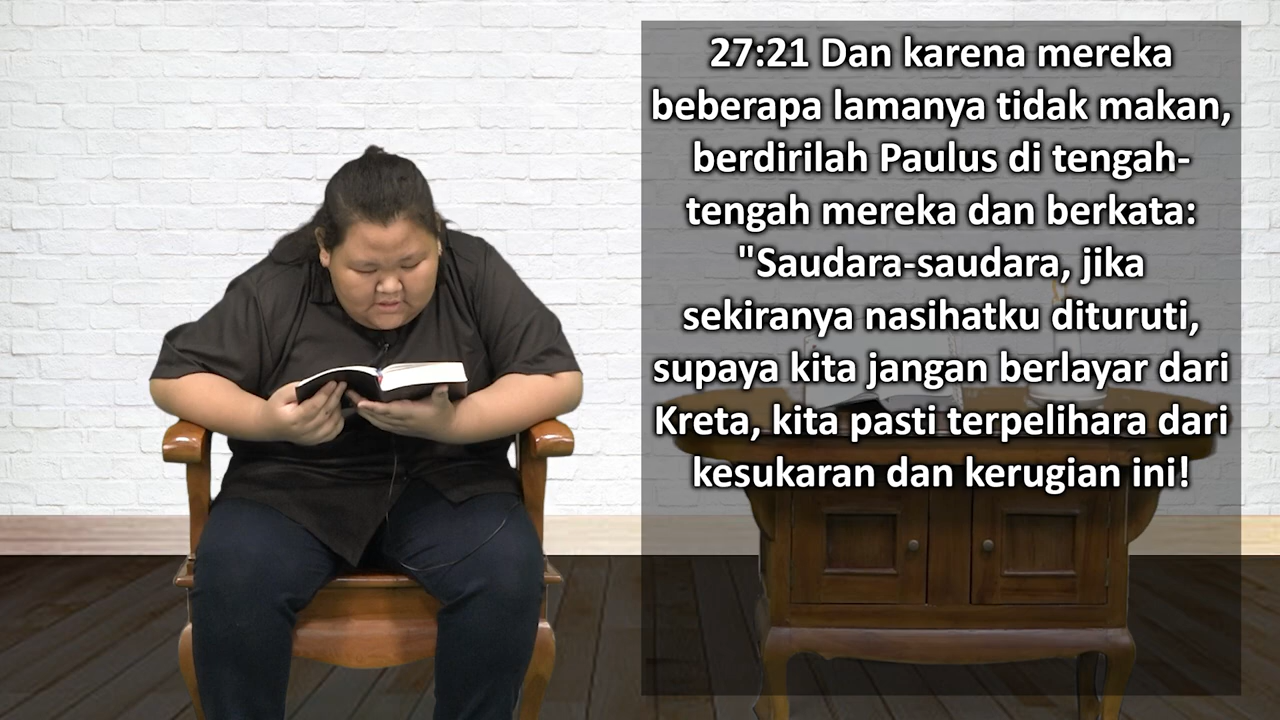 27:21 Dan karena mereka
beberapa lamanya tidak makan,
berdirilah Paulus di tengah-
tengah mereka dan berkata:
"Saudara-saudara, jika
sekiranya nasihatku dituruti,
supaya kita jangan berlayar dari
Kreta, kita pasti terpelihara dari
kesukaran dan kerugian ini!